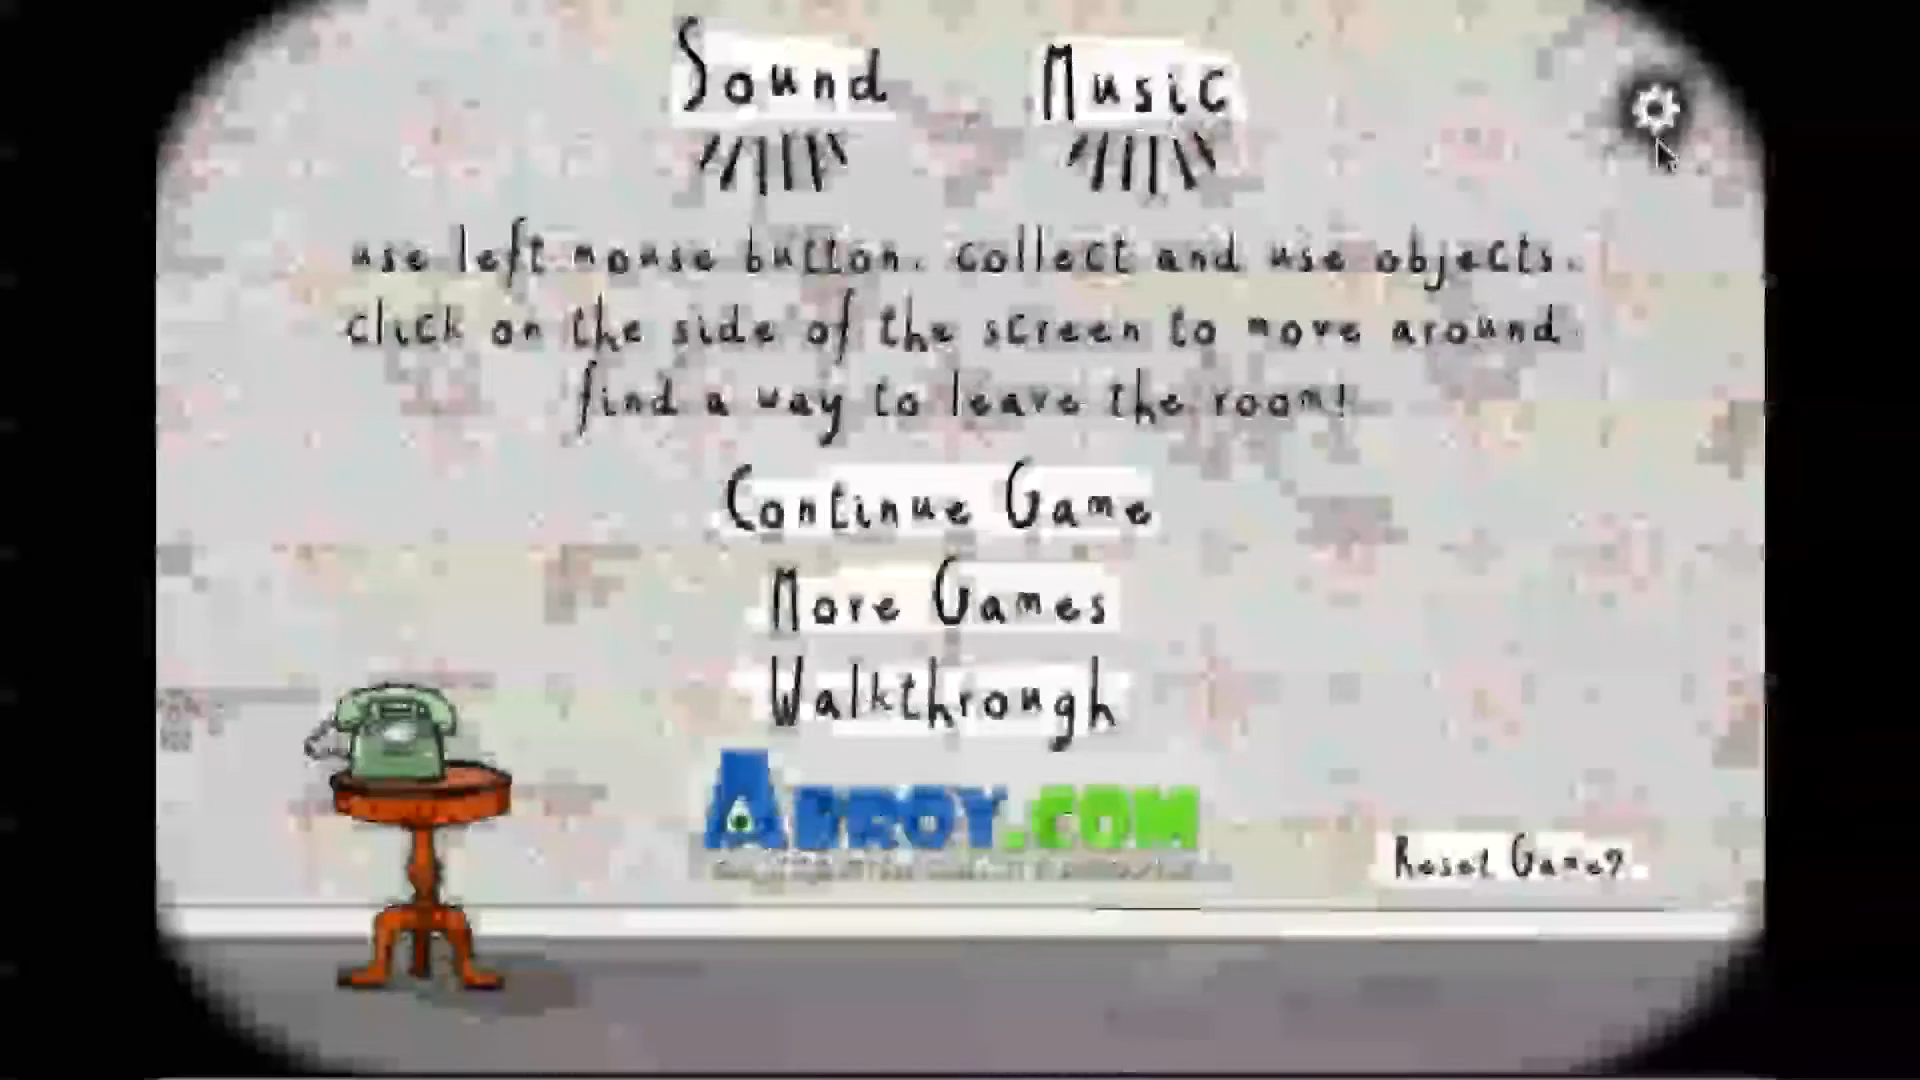 Sound Music
use left mouse button. collect and use objects.
click on the side of the screen to move around
find a way to leave the room!
Continue Game
More Games
Walkthrough
ABROY.COM
Reset Game?